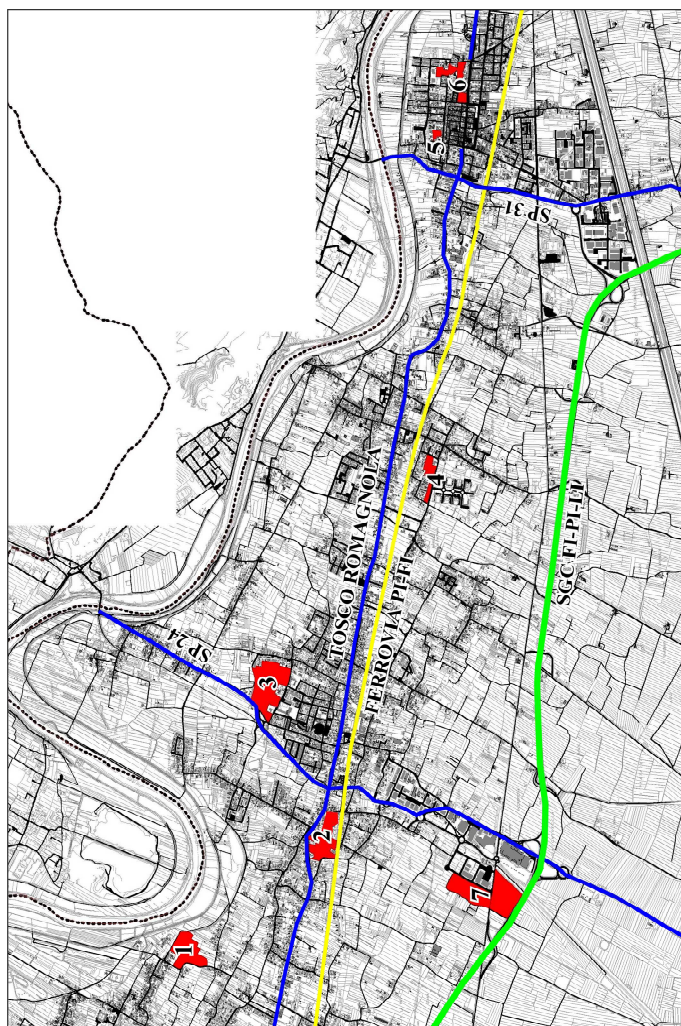 6
5
SP 31
4
TOSCO ROMAGNOLA
FERROVIA PI-FI
SGC FI-PI-LI
SP 24
3
2
7
1